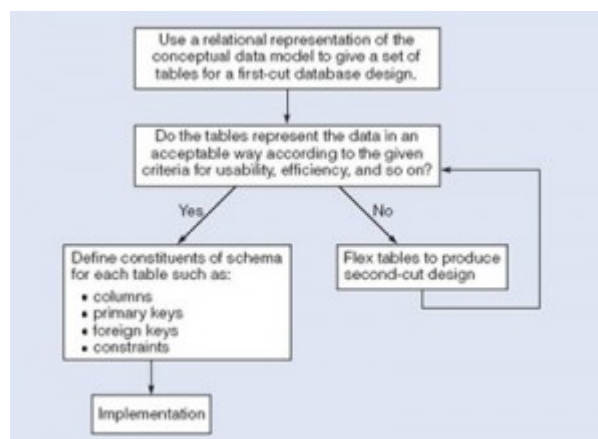 Use a relational representation of the
conceptual data model to give a set of
tables for a first-cut database design.
Do the tables represent the data in an
acceptable way according to the given
criteria for usability, efficiency, and so on?
Yes
No
Define constituents of schema
for each table such as:
• columns
• primary keys
• foreign keys
• constraints
Flex tables to produce
second-cut design
Implementation